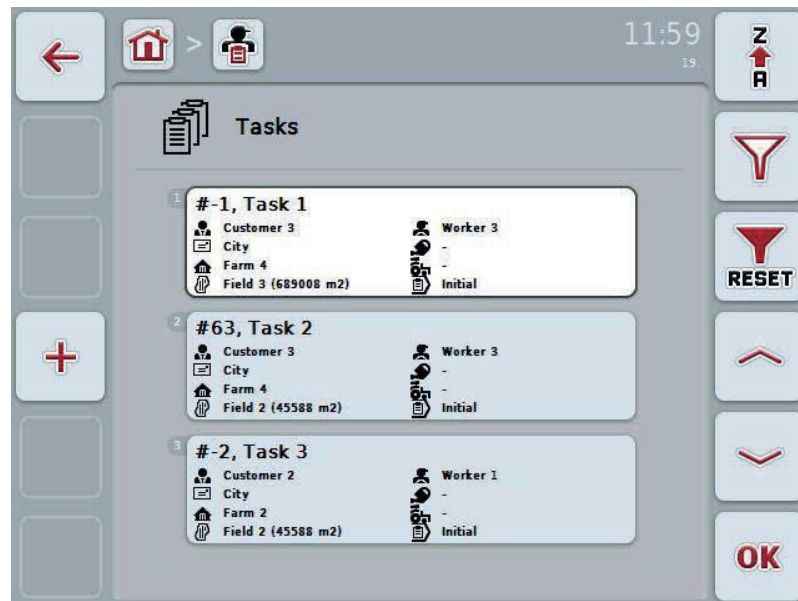 >
11:59
19.
Z
A
Tasks
1
#-1, Task 1
Customer 3
Worker 3
City
-
Farm 4
-
Field 3 (689008 m2)
Initial
RESET
2
#63, Task 2
Customer 3
Worker 3
City
-
Farm 4
-
Field 2 (45588 m2)
Initial
3
#-2, Task 3
Customer 2
Worker 1
City
-
Farm 2
-
Field 2 (45588 m2)
Initial
OK